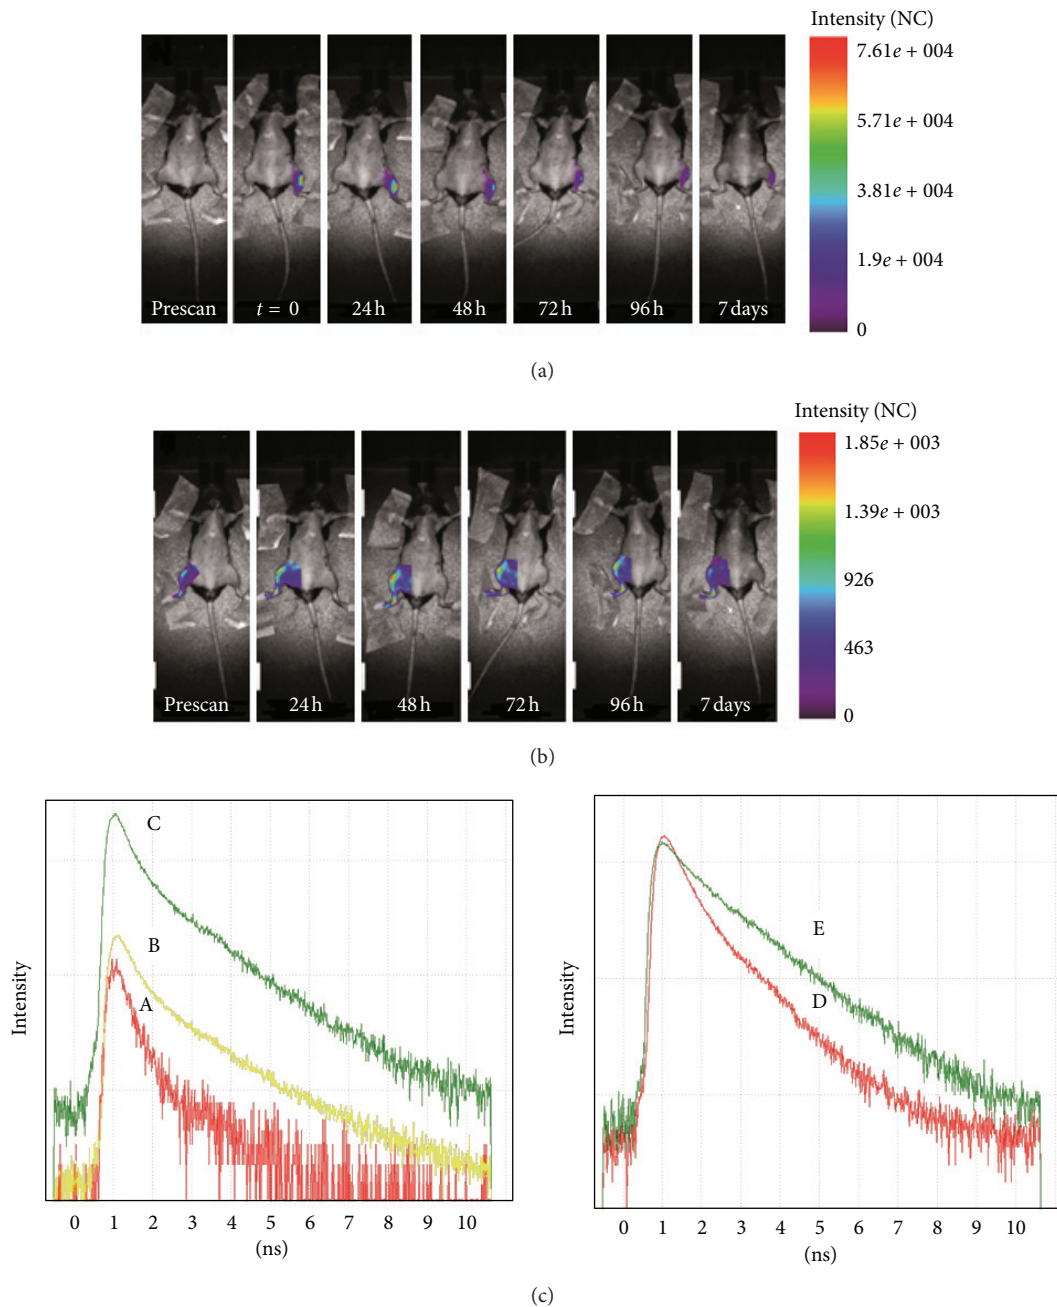 Intensity (NC)
7.61e + 004
5.71e + 004
3.81e + 004
1.9e + 004
0
Prescan t = 0 24 h 48 h 72 h 96 h 7 days
(a)
Intensity (NC)
1.85e + 003
1.39e + 003
926
463
0
Prescan 24 h 48 h 72 h 96 h 7 days
(b)
C
B
A
Intensity
0 1 2 3 4 5 6 7 8 9 10
(ns)
E
D
Intensity
0 1 2 3 4 5 6 7 8 9 10
(ns)
(c)